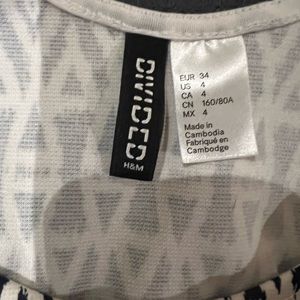 DIVIDED
H&M
EUR 34
US 4
CA 4
CN 160/80A
MX 4
Made in
Cambodia
Fabriqué en
Cambodge